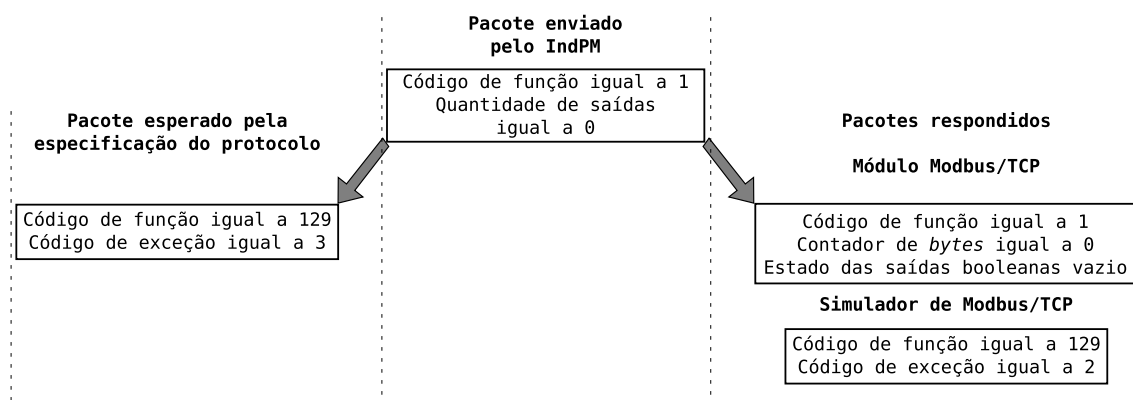 Pacote enviado
pelo IndPM
Código de função igual a 1
Quantidade de saídas
igual a 0
Pacote esperado pela
especificação do protocolo
Código de função igual a 129
Código de exceção igual a 3
Pacotes respondidos
Módulo Modbus/TCP
Código de função igual a 1
Contador de bytes igual a 0
Estado das saídas booleanas vazio
Simulador de Modbus/TCP
Código de função igual a 129
Código de exceção igual a 2